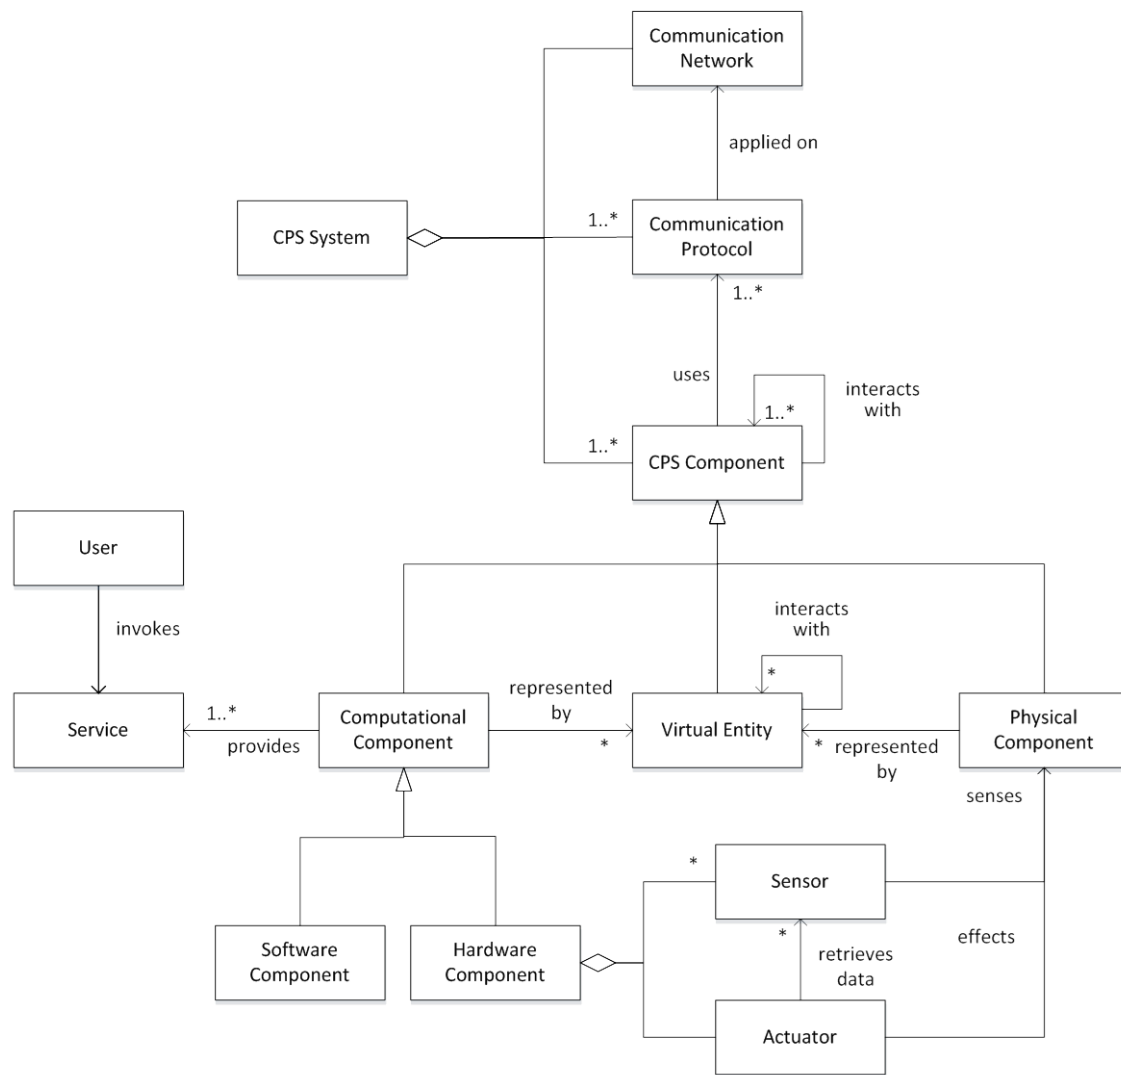 Communication
Network
applied on
CPS System
1..*
Communication
Protocol
1..*
uses
interacts
with
1..*
1..*
CPS Component
User
interacts
with
invokes
*
represented
by
Service
1..*
provides
Computational
Component
*
Virtual Entity
*
represented
by
Physical
Component
senses
*
Sensor
Software
Component
Hardware
Component
*
retrieves
data
effects
Actuator